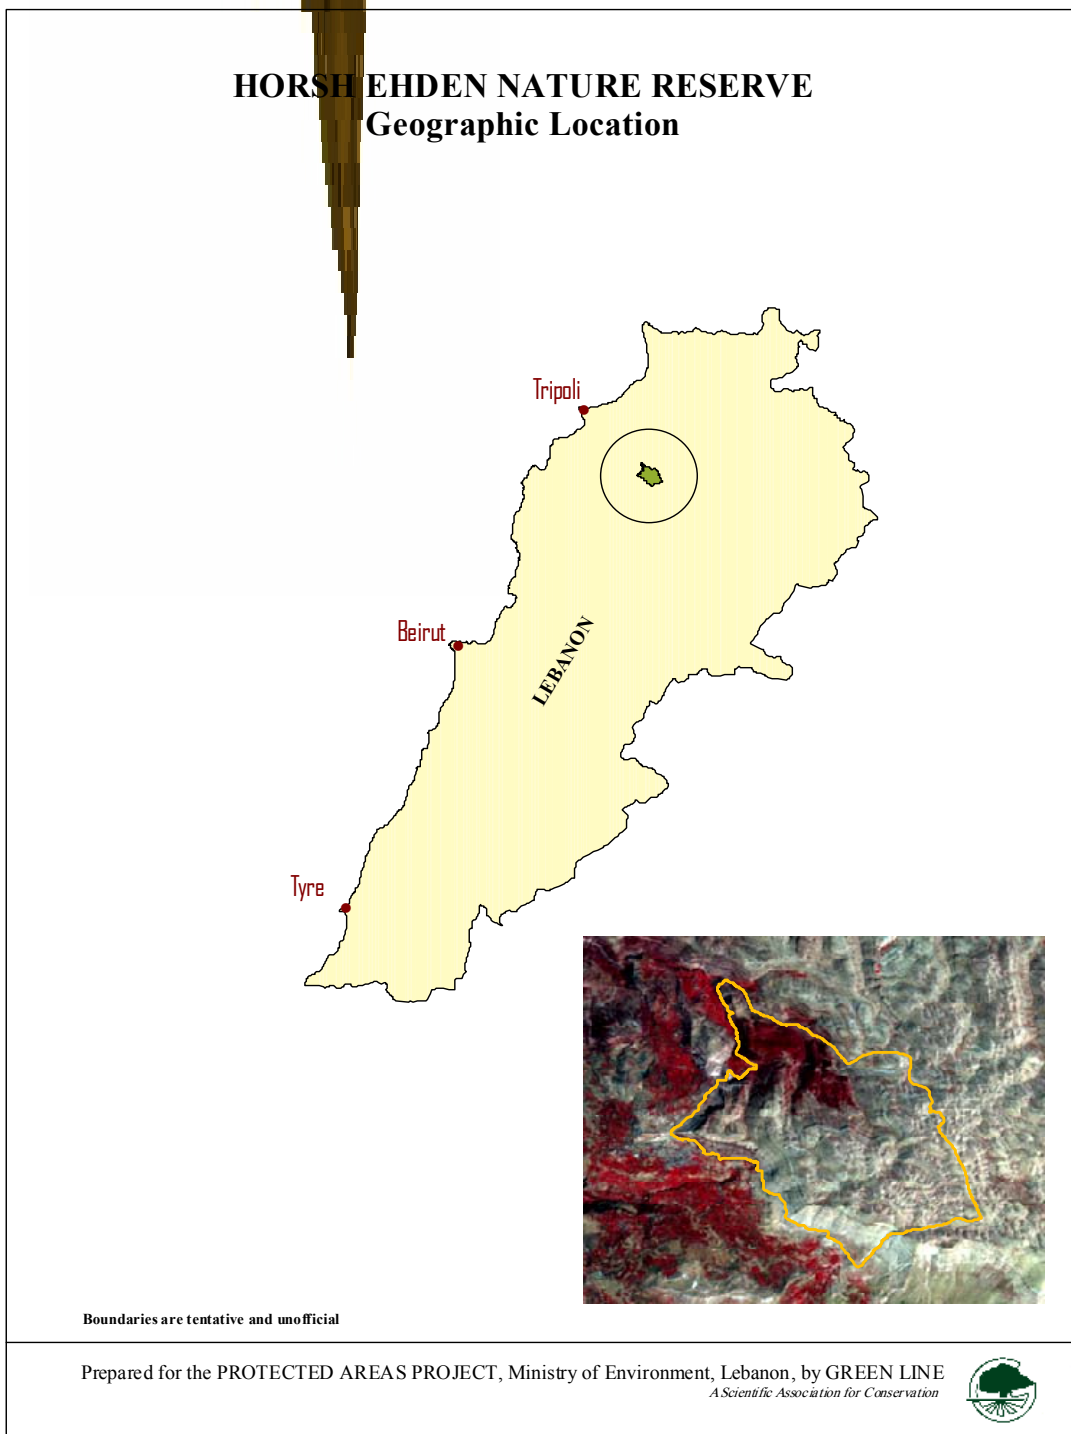 HORSH EHDEN NATURE RESERVE
Geographic Location
Tripoli
Beirut
LEBANON
Tyre
Boundaries are tentative and unofficial
Prepared for the PROTECTED AREAS PROJECT, Ministry of Environment, Lebanon, by GREEN LINE
A Scientific Association for Conservation